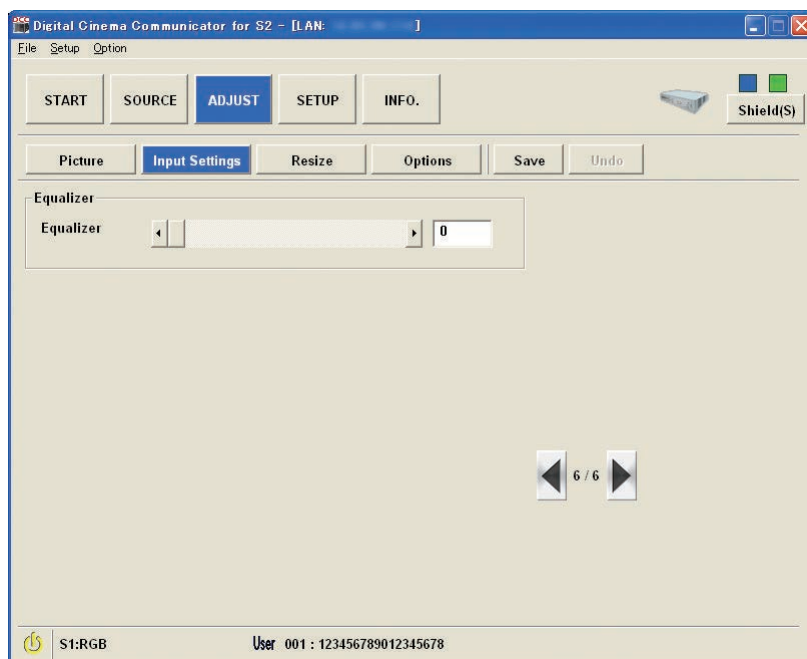 Digital Cinema Communicator for S2 - [LAN: ]
File Setup Option
START SOURCE ADJUST SETUP INFO.
Shield(S)
Picture Input Settings Resize Options Save Undo
Equalizer
Equalizer 0
6 / 6
S1:RGB User 001 : 123456789012345678